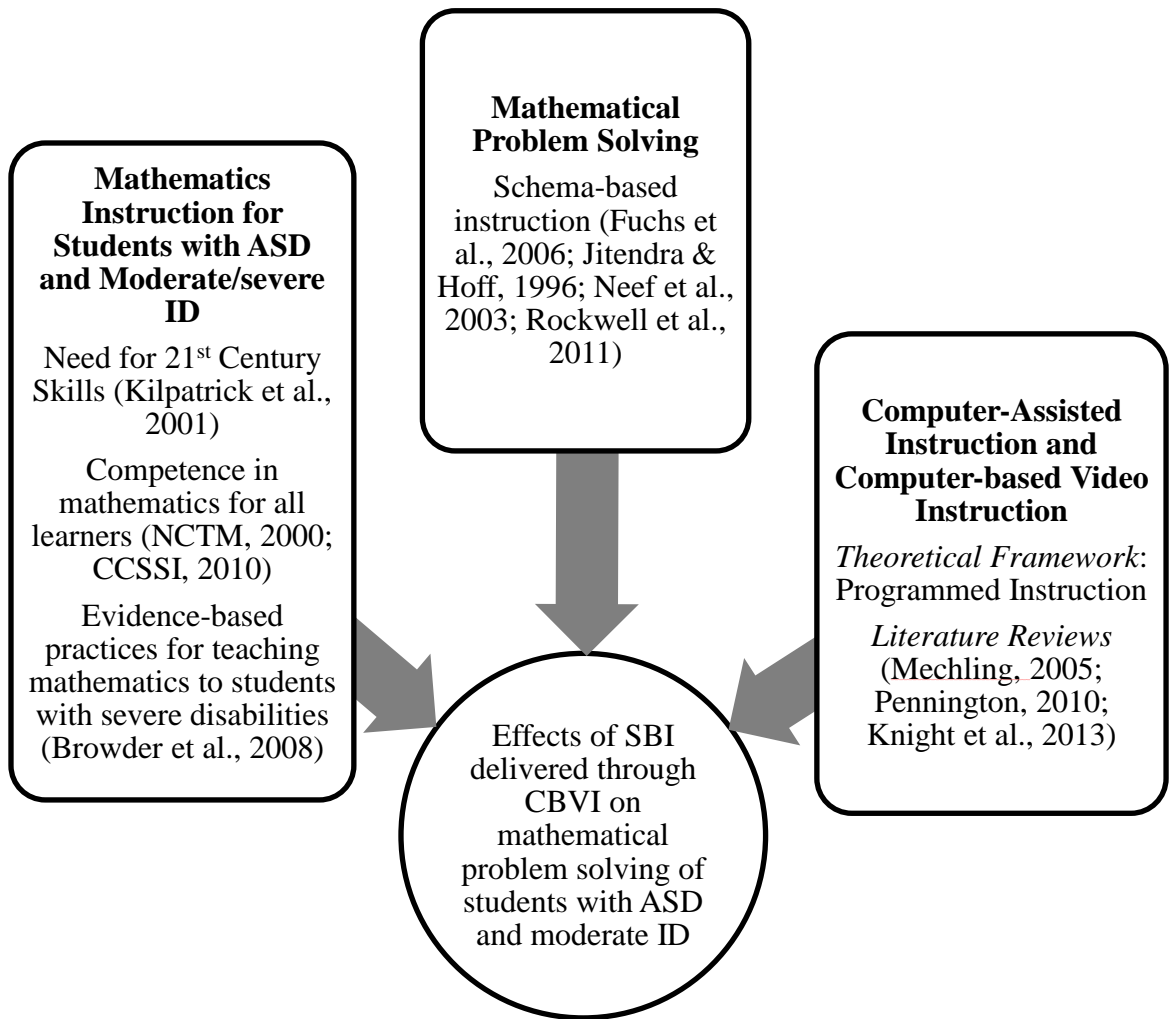 Mathematics
Instruction for
Students with ASD
and Moderate/severe
ID
Need for 21st Century
Skills (Kilpatrick et al.,
2001)
Competence in
mathematics for all
learners (NCTM, 2000;
CCSSI, 2010)
Evidence-based
practices for teaching
mathematics to students
with severe disabilities
(Browder et al., 2008)
Mathematical
Problem Solving
Schema-based
instruction (Fuchs et
al., 2006; Jitendra &
Hoff, 1996; Neef et al.,
2003; Rockwell et al.,
2011)
Computer-Assisted
Instruction and
Computer-based Video
Instruction
Theoretical Framework:
Programmed Instruction
Literature Reviews
(Mechling, 2005;
Pennington, 2010;
Knight et al., 2013)
Effects of SBI
delivered through
CBVI on
mathematical
problem solving of
students with ASD
and moderate ID